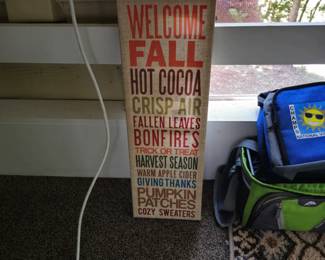 WELCOME
FALL
HOT COCOA
CRISP AIR
FALLEN LEAVES
BONFIRES
TRICK OR TREAT
HARVEST SEASON
WARM APPLE CIDER
GIVING THANKS
PUMPKIN
PATCHES
COZY SWEATERS